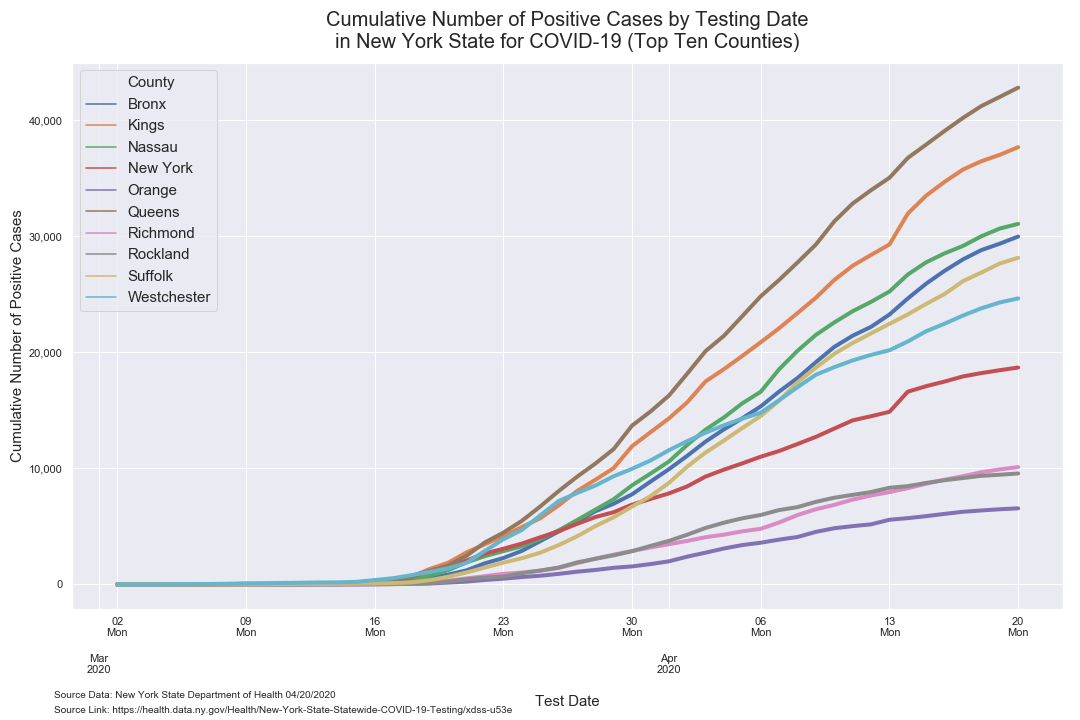 Cumulative Number of Positive Cases by Testing Date
in New York State for COVID-19 (Top Ten Counties)
County
Bronx
Kings
Nassau
New York
Orange
Queens
Richmond
Rockland
Suffolk
Westchester
Cumulative Number of Positive Cases
40,000
30,000
20,000
10,000
0
02 09 16 23 30 06 13 20
Mon Mon Mon Mon Mon Mon Mon Mon
Mar Apr
2020 2020
Test Date
Source Data: New York State Department of Health 04/20/2020
Source Link: https://health.data.ny.gov/Health/New-York-State-Statewide-COVID-19-Testing/xdss-u53e